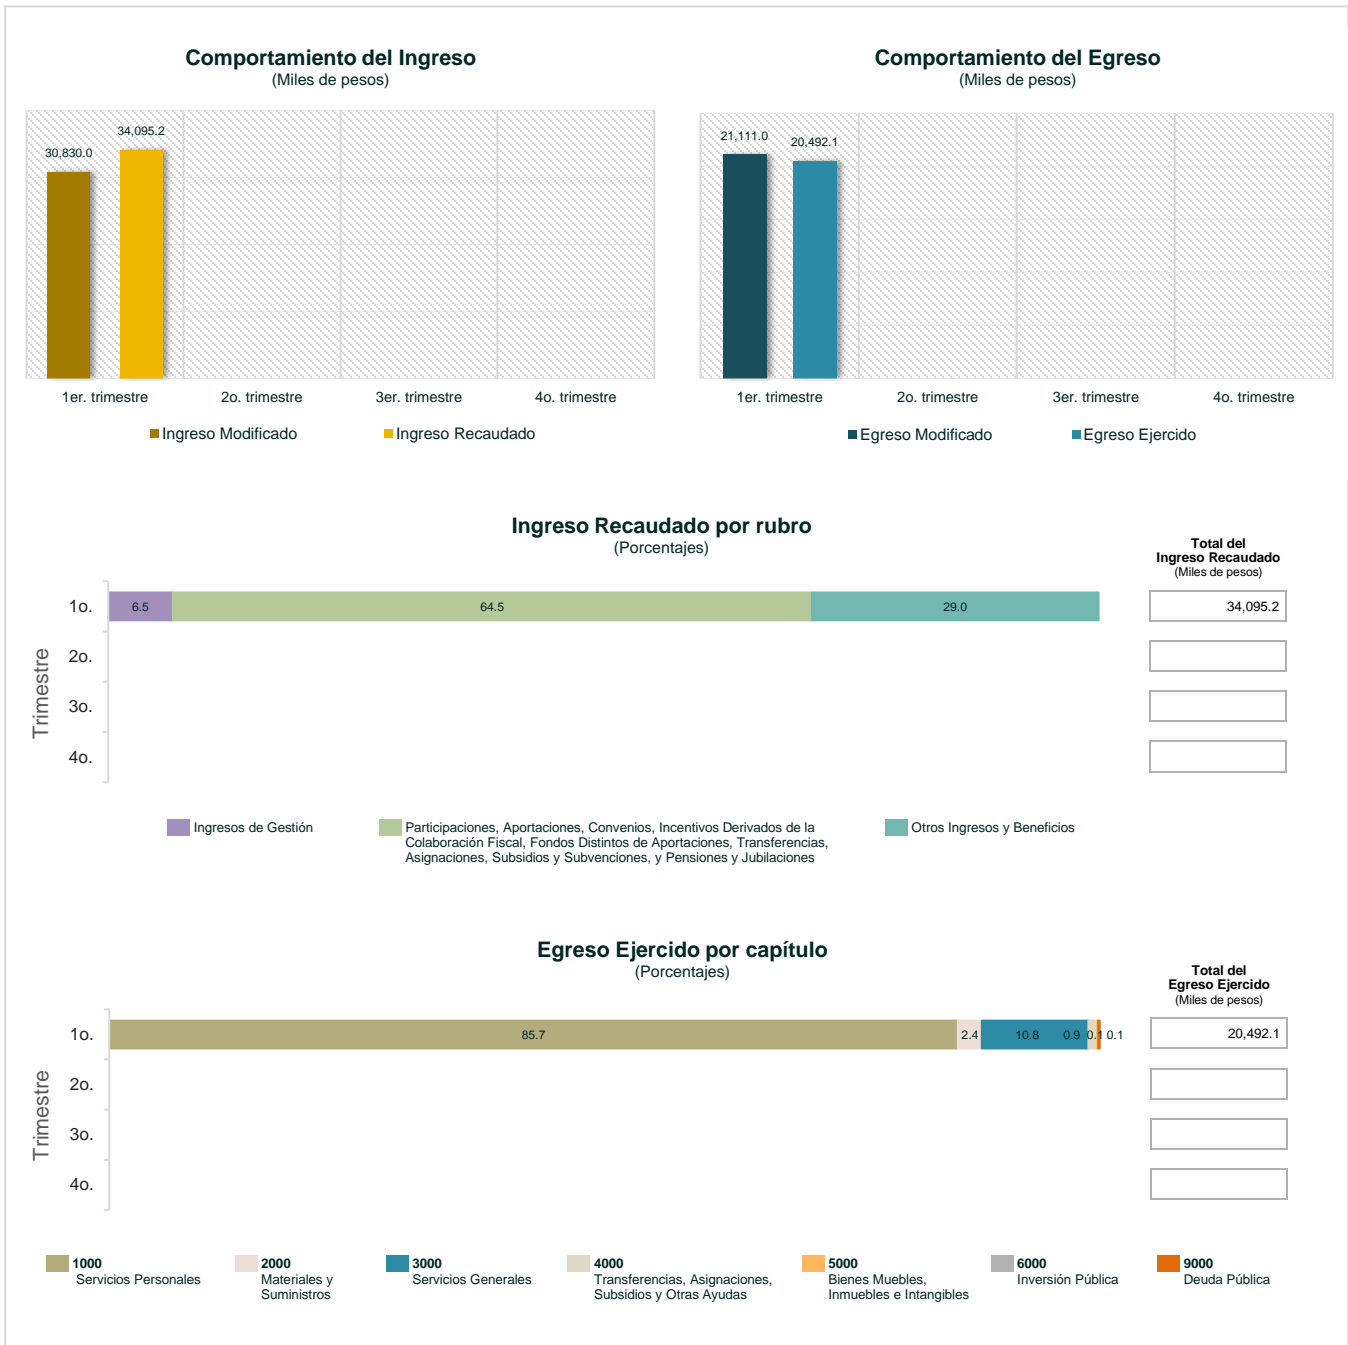 Comportamiento del Ingreso
(Miles de pesos)
34,095.2
30,830.0
1er. trimestre
2o. trimestre
3er. trimestre
4o. trimestre
Ingreso Modificado
Ingreso Recaudado
Comportamiento del Egreso
(Miles de pesos)
21,111.0
20,492.1
1er. trimestre
2o. trimestre
3er. trimestre
4o. trimestre
Egreso Modificado
Egreso Ejercido
Ingreso Recaudado por rubro
(Porcentajes)
Total del
Ingreso Recaudado
(Miles de pesos)
Trimestre
1o.
6.5
64.5
29.0
34,095.2
2o.
3o.
4o.
Ingresos de Gestión
Participaciones, Aportaciones, Convenios, Incentivos Derivados de la
Colaboración Fiscal, Fondos Distintos de Aportaciones, Transferencias,
Asignaciones, Subsidios y Subvenciones, y Pensiones y Jubilaciones
Otros Ingresos y Beneficios
Egreso Ejercido por capítulo
(Porcentajes)
Total del
Egreso Ejercido
(Miles de pesos)
Trimestre
1o.
85.7
2.4
10.8
0.9
0.1
0.1
20,492.1
2o.
3o.
4o.
1000
Servicios Personales
2000
Materiales y
Suministros
3000
Servicios Generales
4000
Transferencias, Asignaciones,
Subsidios y Otras Ayudas
5000
Bienes Muebles,
Inmuebles e Intangibles
6000
Inversión Pública
9000
Deuda Pública